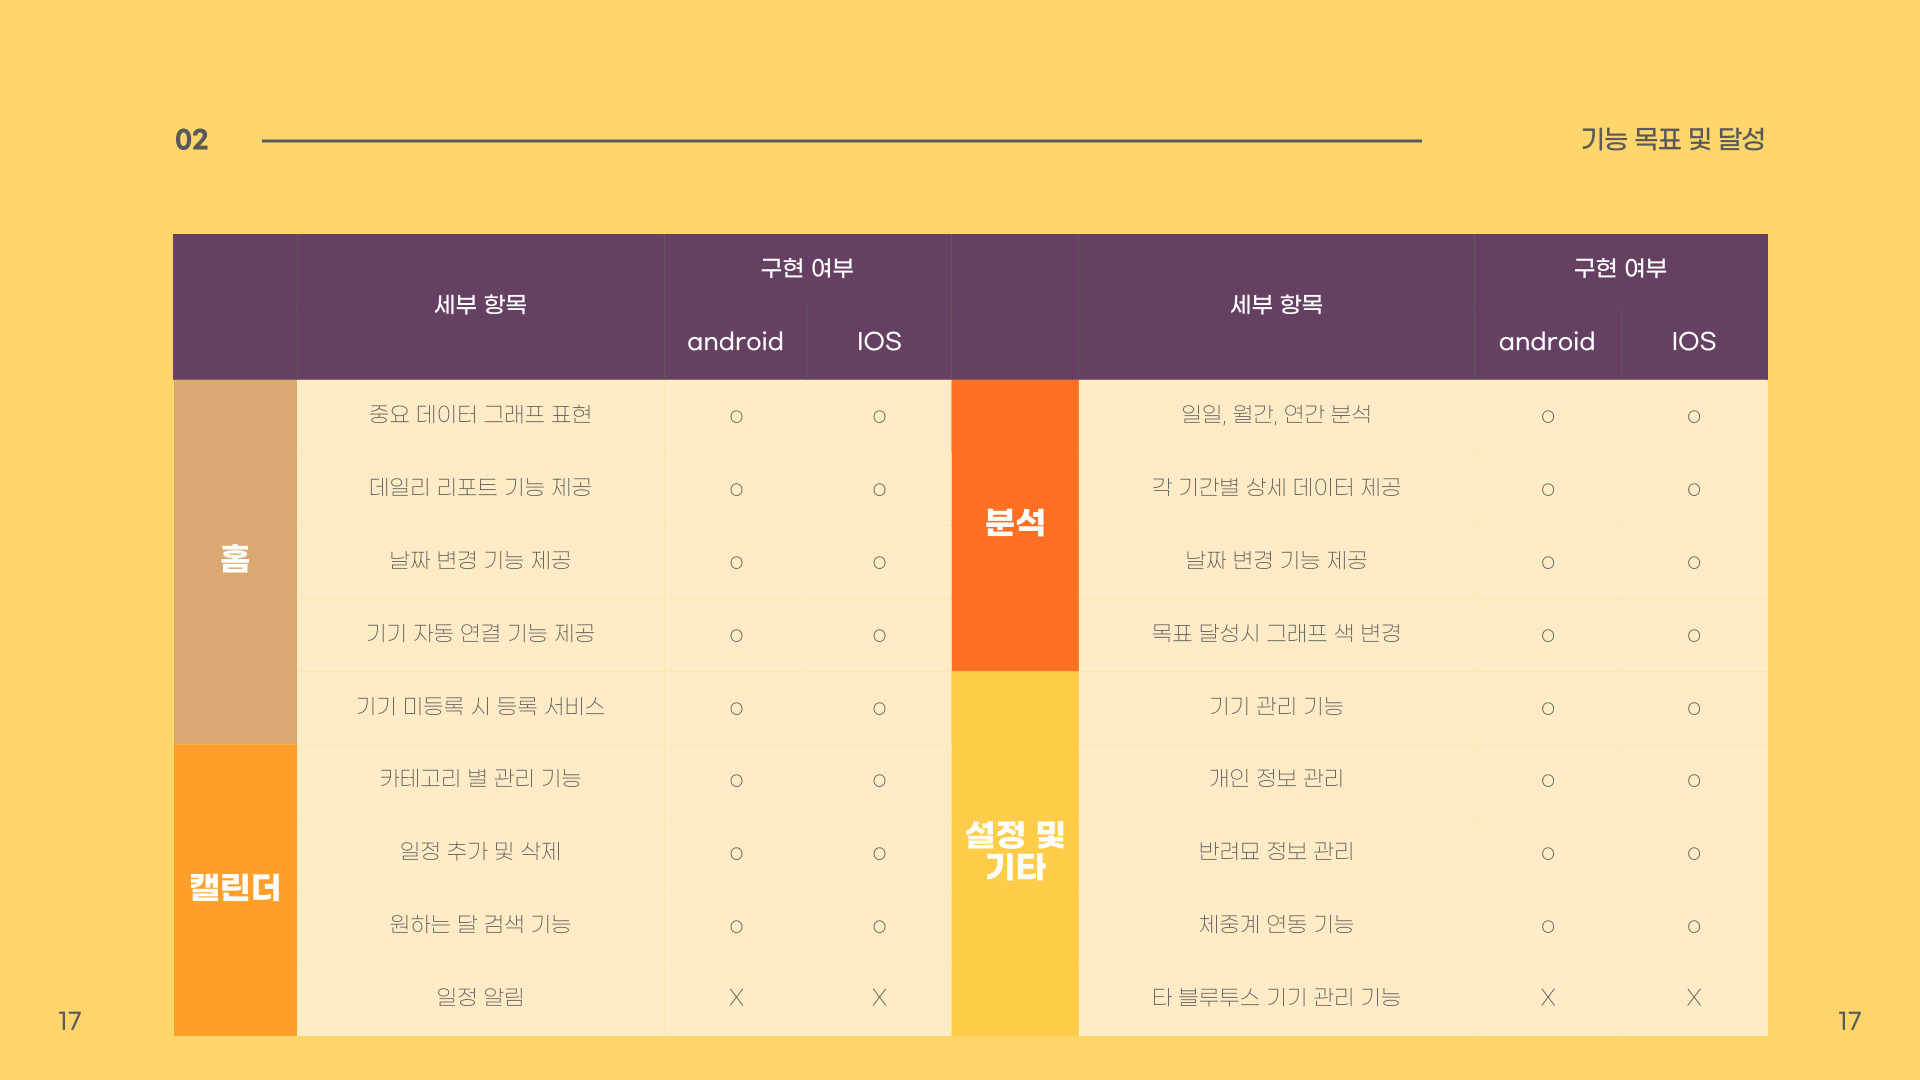 02
기능 목표 및 달성
세부 항목
구현 여부
android IOS
세부 항목
구현 여부
android IOS
홈
중요 데이터 그래프 표현 o o
데일리 리포트 기능 제공 o o
날짜 변경 기능 제공 o o
기기 자동 연결 기능 제공 o o
기기 미등록 시 등록 서비스 o o
캘린더
카테고리 별 관리 기능 o o
일정 추가 및 삭제 o o
원하는 달 검색 기능 o o
일정 알림 X X
분석
일일, 월간, 연간 분석 o o
각 기간별 상세 데이터 제공 o o
날짜 변경 기능 제공 o o
목표 달성시 그래프 색 변경 o o
설정 및
기타
기기 관리 기능 o o
개인 정보 관리 o o
반려묘 정보 관리 o o
체중계 연동 기능 o o
타 블루투스 기기 관리 기능 X X
17
17